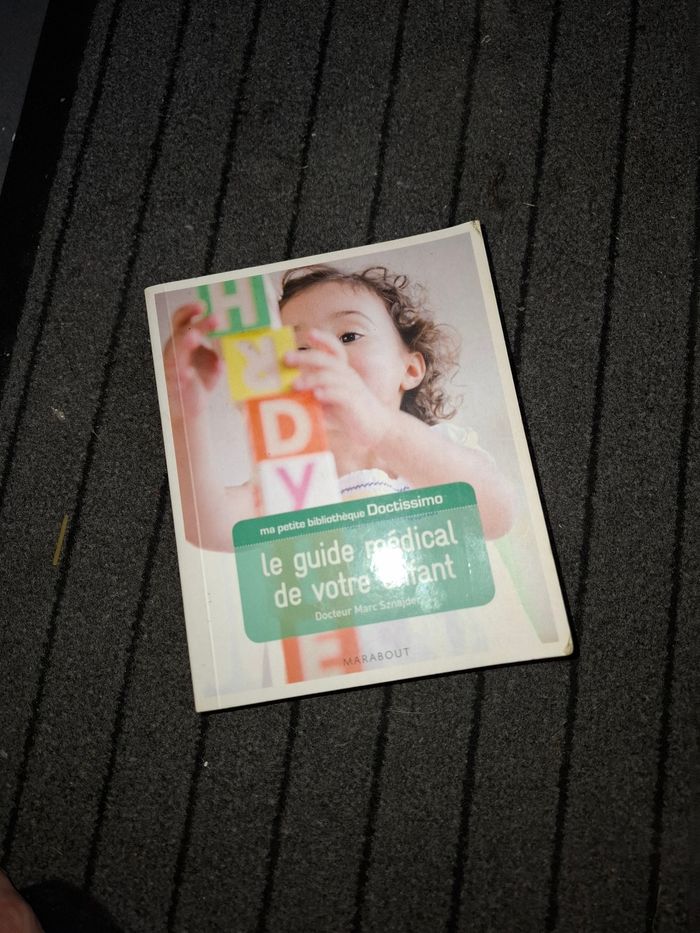 H
R
D
Y
ma petite bibliothèque Doctissimo
le guide médical
de votre enfant
Docteur Marc Sznajder
E
MARABOUT